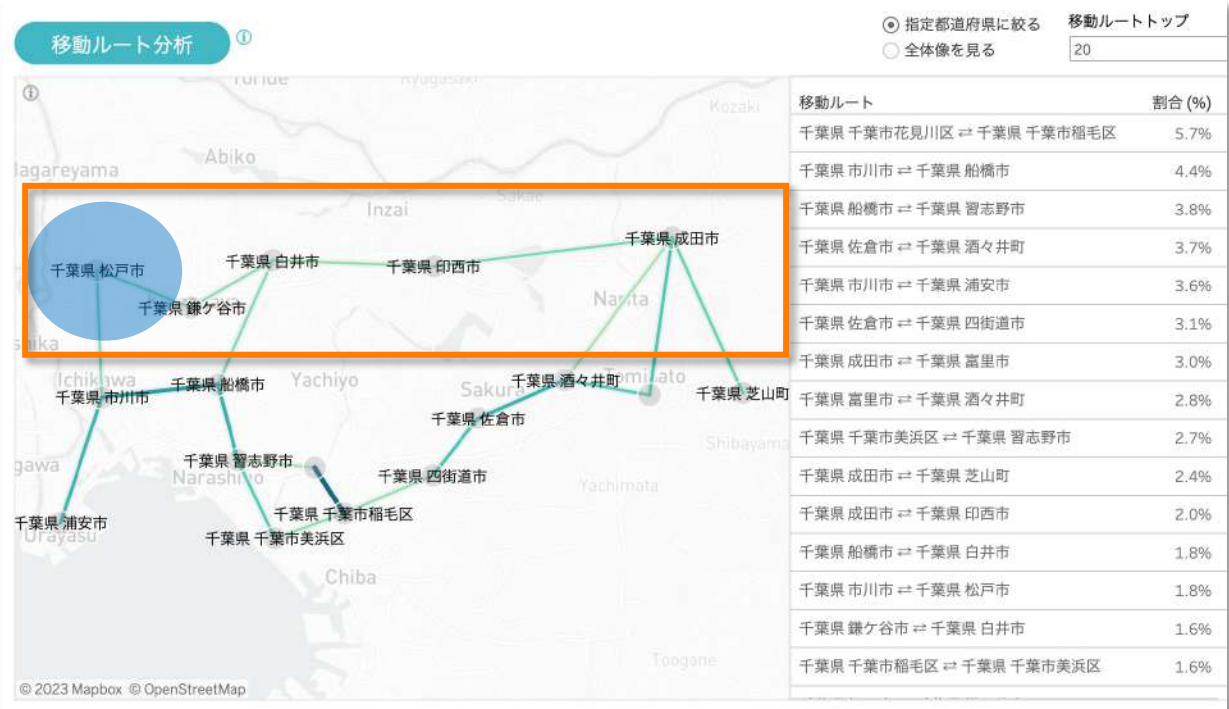 移動ルート分析
指定都道府県に絞る
全体像を見る
移動ルートトップ
20
Kozaki
Abiko
Inzai
千葉県 成田市
千葉県 白井市
千葉県 印西市
千葉県 松戸市
千葉県 鎌ケ谷市
Narita
Ichikawa
千葉県 船橋市
Yachiyo
Sakura
千葉県 酒々井町
千葉県 市川市
千葉県 芝山町
千葉県 佐倉市
Shibayama
千葉県 習志野市
Narashino
千葉県 四街道市
Yachimata
千葉県 千葉市稲毛区
千葉県 浦安市
Urayasu
千葉県 千葉市美浜区
Chiba
Toogane
© 2023 Mapbox © OpenStreetMap
移動ルート 割合 (%)
千葉県 千葉市花見川区 ⇄ 千葉県 千葉市稲毛区 5.7%
千葉県 市川市 ⇄ 千葉県 船橋市 4.4%
千葉県 船橋市 ⇄ 千葉県 習志野市 3.8%
千葉県 佐倉市 ⇄ 千葉県 酒々井町 3.7%
千葉県 市川市 ⇄ 千葉県 浦安市 3.6%
千葉県 佐倉市 ⇄ 千葉県 四街道市 3.1%
千葉県 成田市 ⇄ 千葉県 富里市 3.0%
千葉県 富里市 ⇄ 千葉県 酒々井町 2.8%
千葉県 千葉市美浜区 ⇄ 千葉県 習志野市 2.7%
千葉県 成田市 ⇄ 千葉県 芝山町 2.4%
千葉県 成田市 ⇄ 千葉県 印西市 2.0%
千葉県 船橋市 ⇄ 千葉県 白井市 1.8%
千葉県 市川市 ⇄ 千葉県 松戸市 1.8%
千葉県 鎌ケ谷市 ⇄ 千葉県 白井市 1.6%
千葉県 千葉市稲毛区 ⇄ 千葉県 千葉市美浜区 1.6%